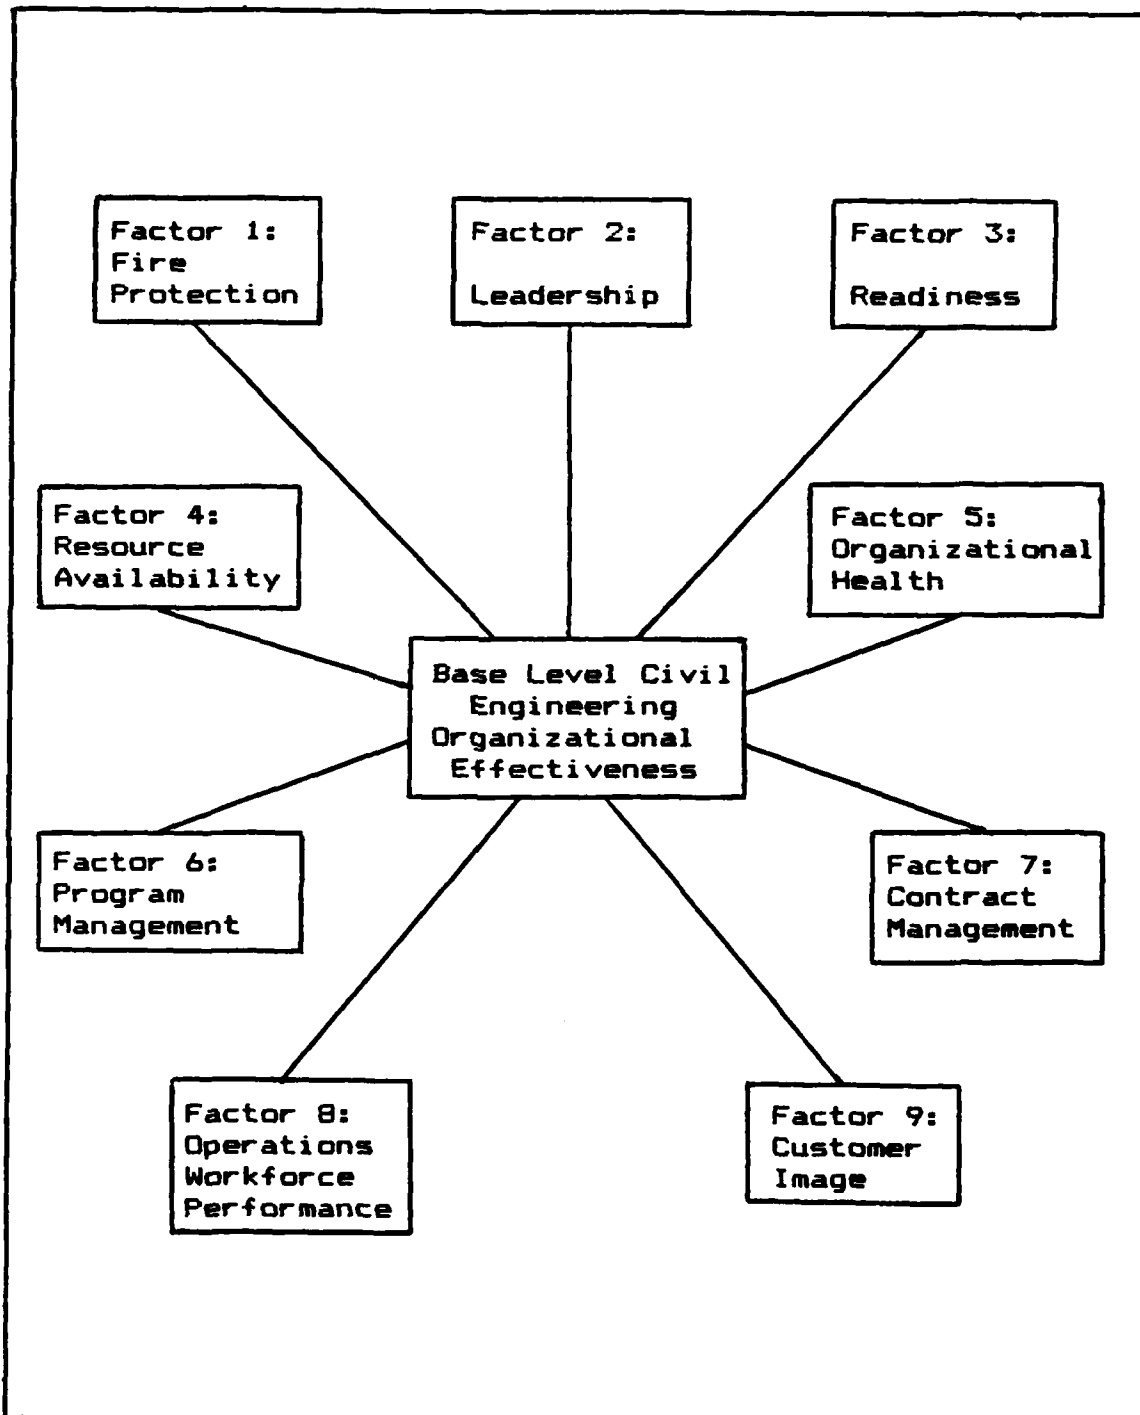 Factor 1:
Fire
Protection
Factor 2:
Leadership
Factor 3:
Readiness
Factor 4:
Resource
Availability
Factor 5:
Organizational
Health
Base Level Civil
Engineering
Organizational
Effectiveness
Factor 6:
Program
Management
Factor 7:
Contract
Management
Factor 8:
Operations
Workforce
Performance
Factor 9:
Customer
Image